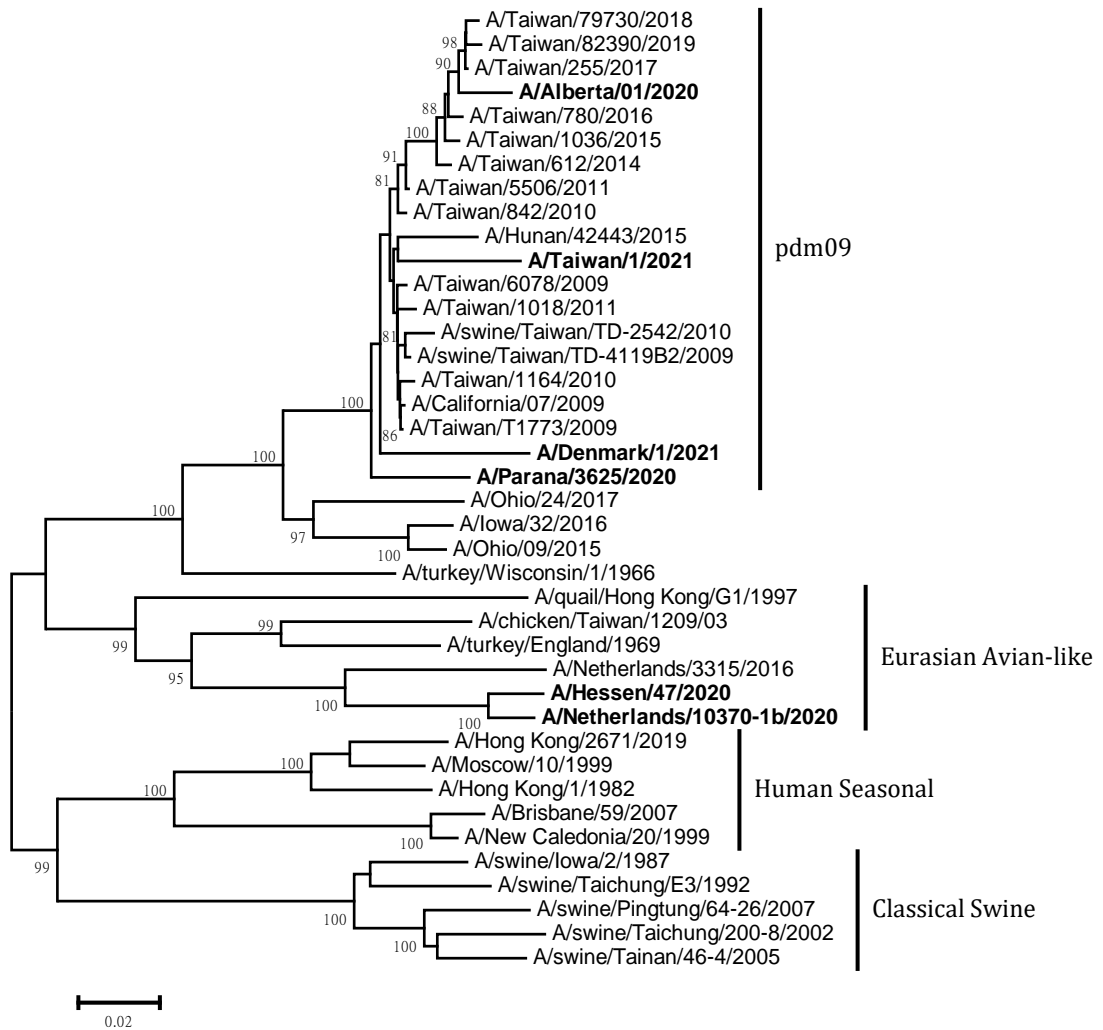 A/Taiwan/79730/2018
98
A/Taiwan/82390/2019
90
A/Taiwan/255/2017
A/Alberta/01/2020
88
A/Taiwan/780/2016
100
A/Taiwan/1036/2015
91
A/Taiwan/612/2014
81
A/Taiwan/5506/2011
A/Taiwan/842/2010
A/Hunan/42443/2015
pdm09
A/Taiwan/1/2021
A/Taiwan/6078/2009
A/Taiwan/1018/2011
81
A/swine/Taiwan/TD-2542/2010
A/swine/Taiwan/TD-4119B2/2009
A/Taiwan/1164/2010
100
A/California/07/2009
86
A/Taiwan/T1773/2009
100
A/Denmark/1/2021
A/Parana/3625/2020
100
A/Ohio/24/2017
97
A/Iowa/32/2016
100
A/Ohio/09/2015
A/turkey/Wisconsin/1/1966
A/quail/Hong Kong/G1/1997
99
99
A/chicken/Taiwan/1209/03
A/turkey/England/1969
Eurasian Avian-like
95
A/Netherlands/3315/2016
100
A/Hessen/47/2020
100
A/Netherlands/10370-1b/2020
A/Hong Kong/2671/2019
100
A/Moscow/10/1999
100
A/Hong Kong/1/1982
Human Seasonal
A/Brisbane/59/2007
100
A/New Caledonia/20/1999
99
A/swine/Iowa/2/1987
A/swine/Taichung/E3/1992
100
A/swine/Pingtung/64-26/2007
Classical Swine
100
A/swine/Taichung/200-8/2002
A/swine/Tainan/46-4/2005
0.02